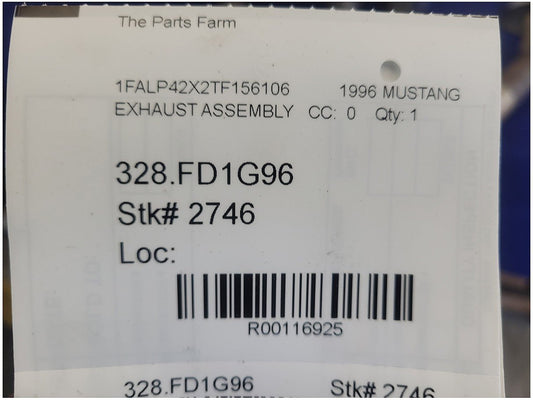 The Parts Farm
1FALP42X2TF156106 1996 MUSTANG
EXHAUST ASSEMBLY CC: 0 Qty: 1
328.FD1G96
Stk# 2746
Loc:
R00116925
328.FD1G96 Stk# 2746